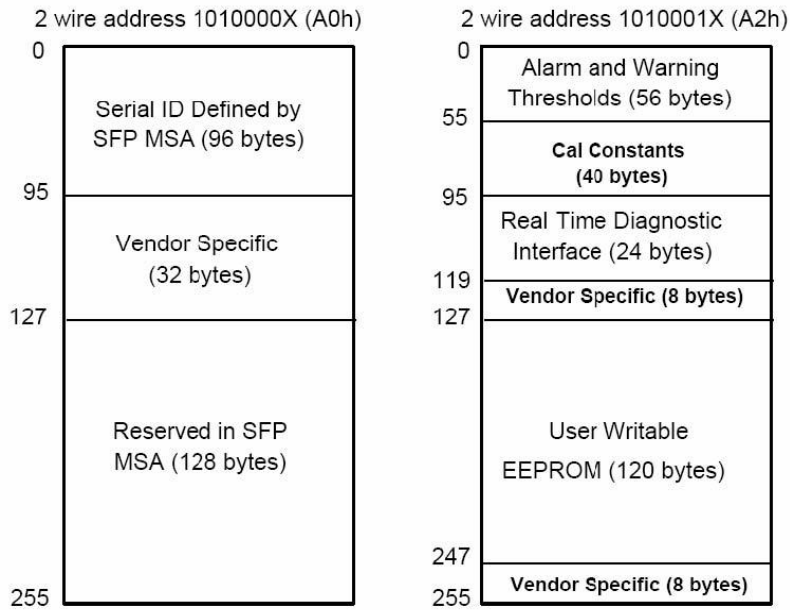 2 wire address 1010000X (A0h)
0
Serial ID Defined by
SFP MSA (96 bytes)
95
Vendor Specific
(32 bytes)
127
Reserved in SFP
MSA (128 bytes)
255
2 wire address 1010001X (A2h)
0
Alarm and Warning
Thresholds (56 bytes)
55
Cal Constants
(40 bytes)
95
Real Time Diagnostic
Interface (24 bytes)
119
Vendor Specific (8 bytes)
127
User Writable
EEPROM (120 bytes)
247
Vendor Specific (8 bytes)
255